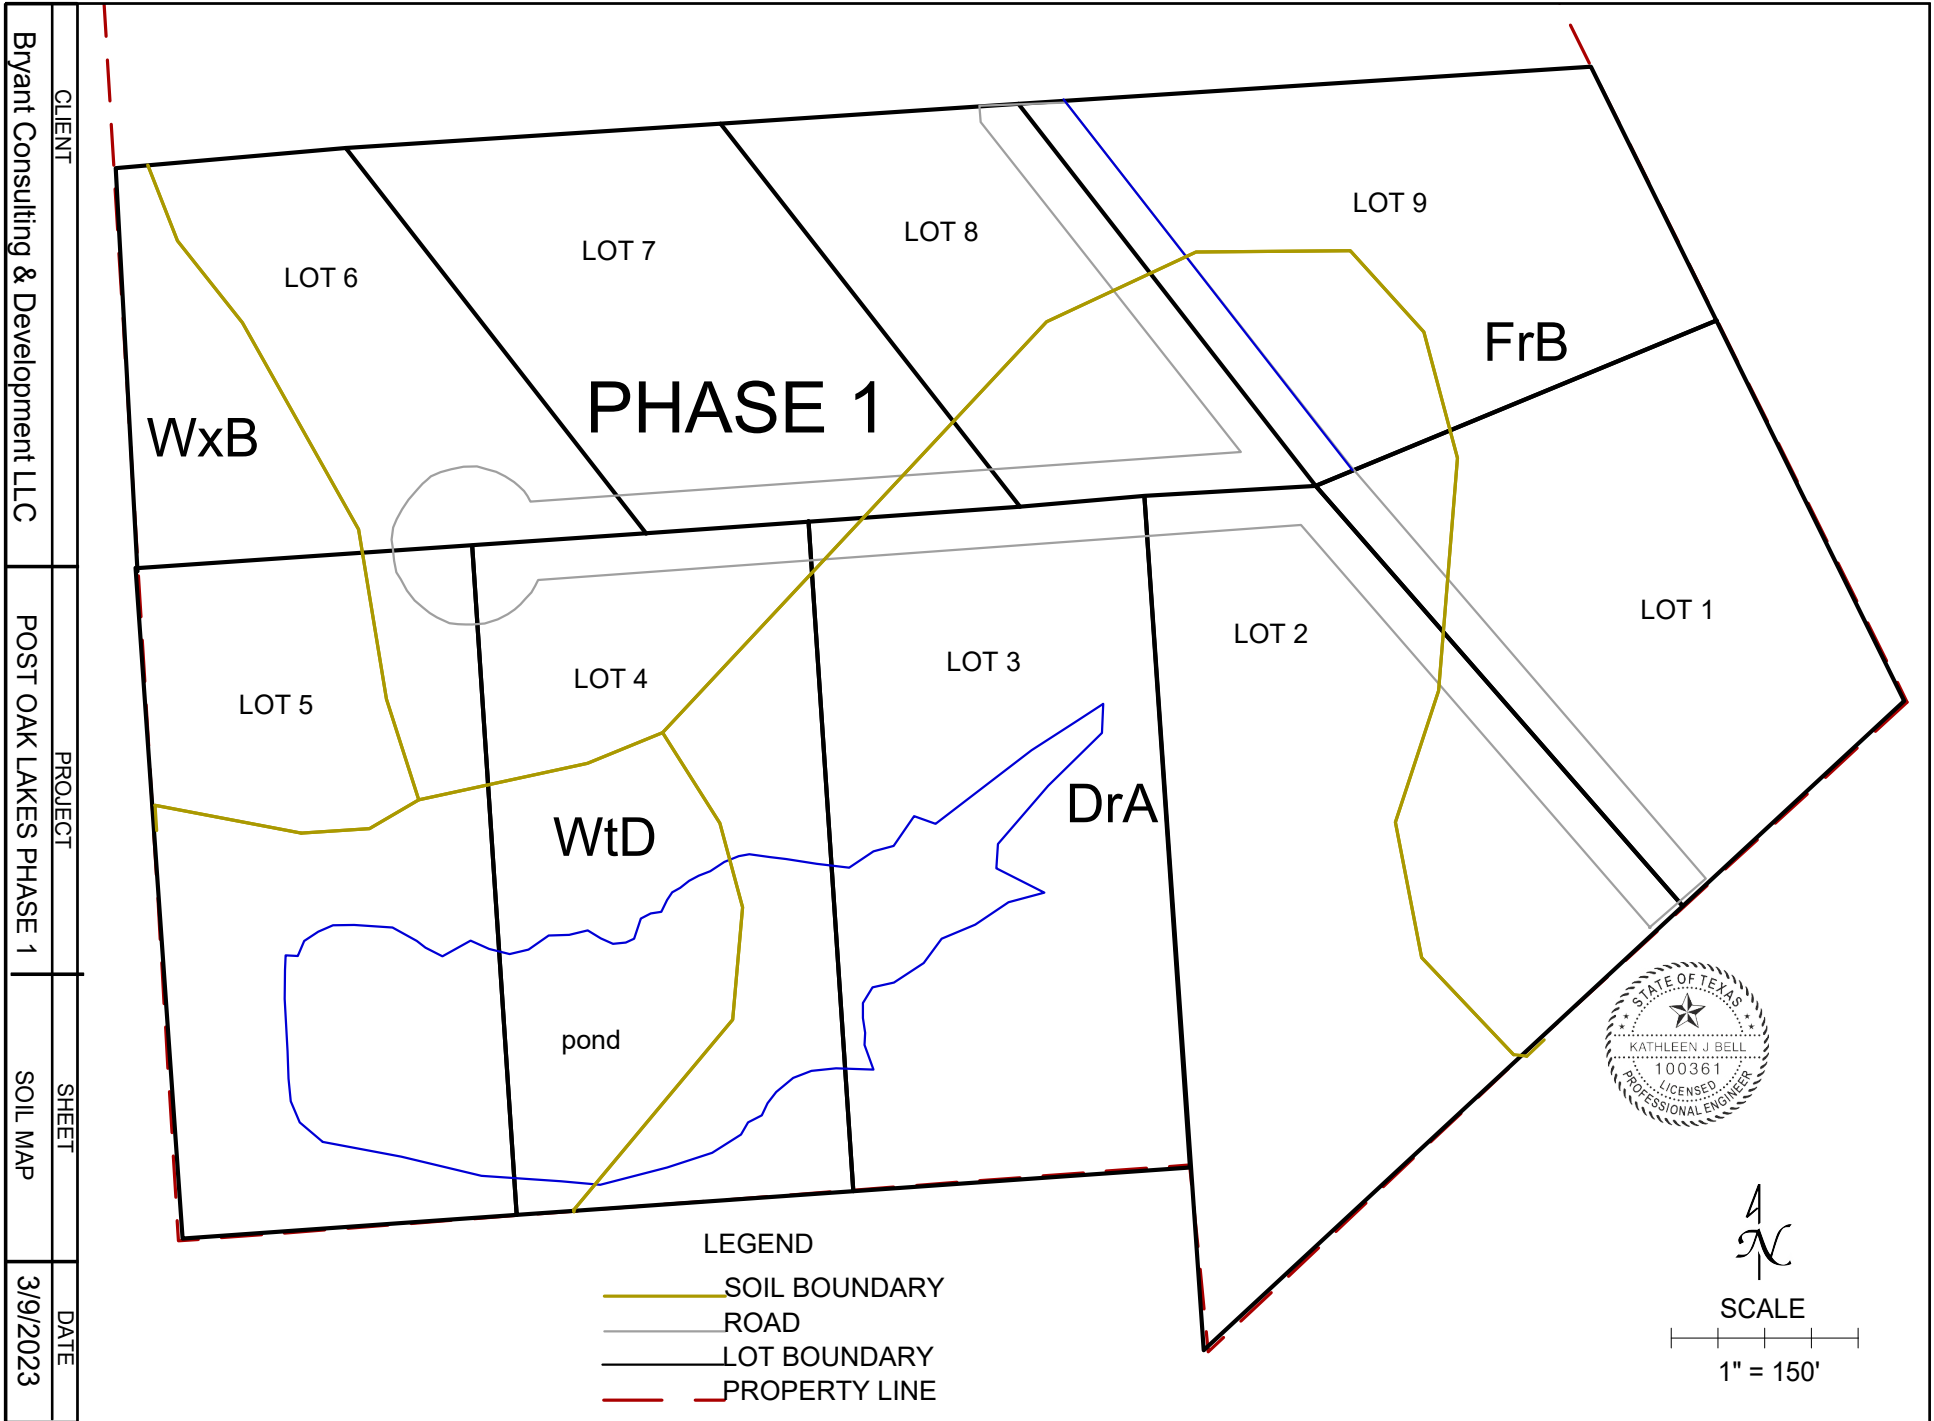 CLIENT
Bryant Consulting & Development LLC
PROJECT
POST OAK LAKES PHASE 1
SHEET
SOIL MAP
DATE
3/9/2023
LOT 9
LOT 8
LOT 7
LOT 6
FrB
PHASE 1
WxB
LOT 1
LOT 2
LOT 3
LOT 4
LOT 5
DrA
WtD
pond
STATE OF TEXAS
KATHLEEN J BELL
100361
LICENSED
PROFESSIONAL ENGINEER
N
SCALE
1" = 150'
LEGEND
SOIL BOUNDARY
ROAD
LOT BOUNDARY
PROPERTY LINE